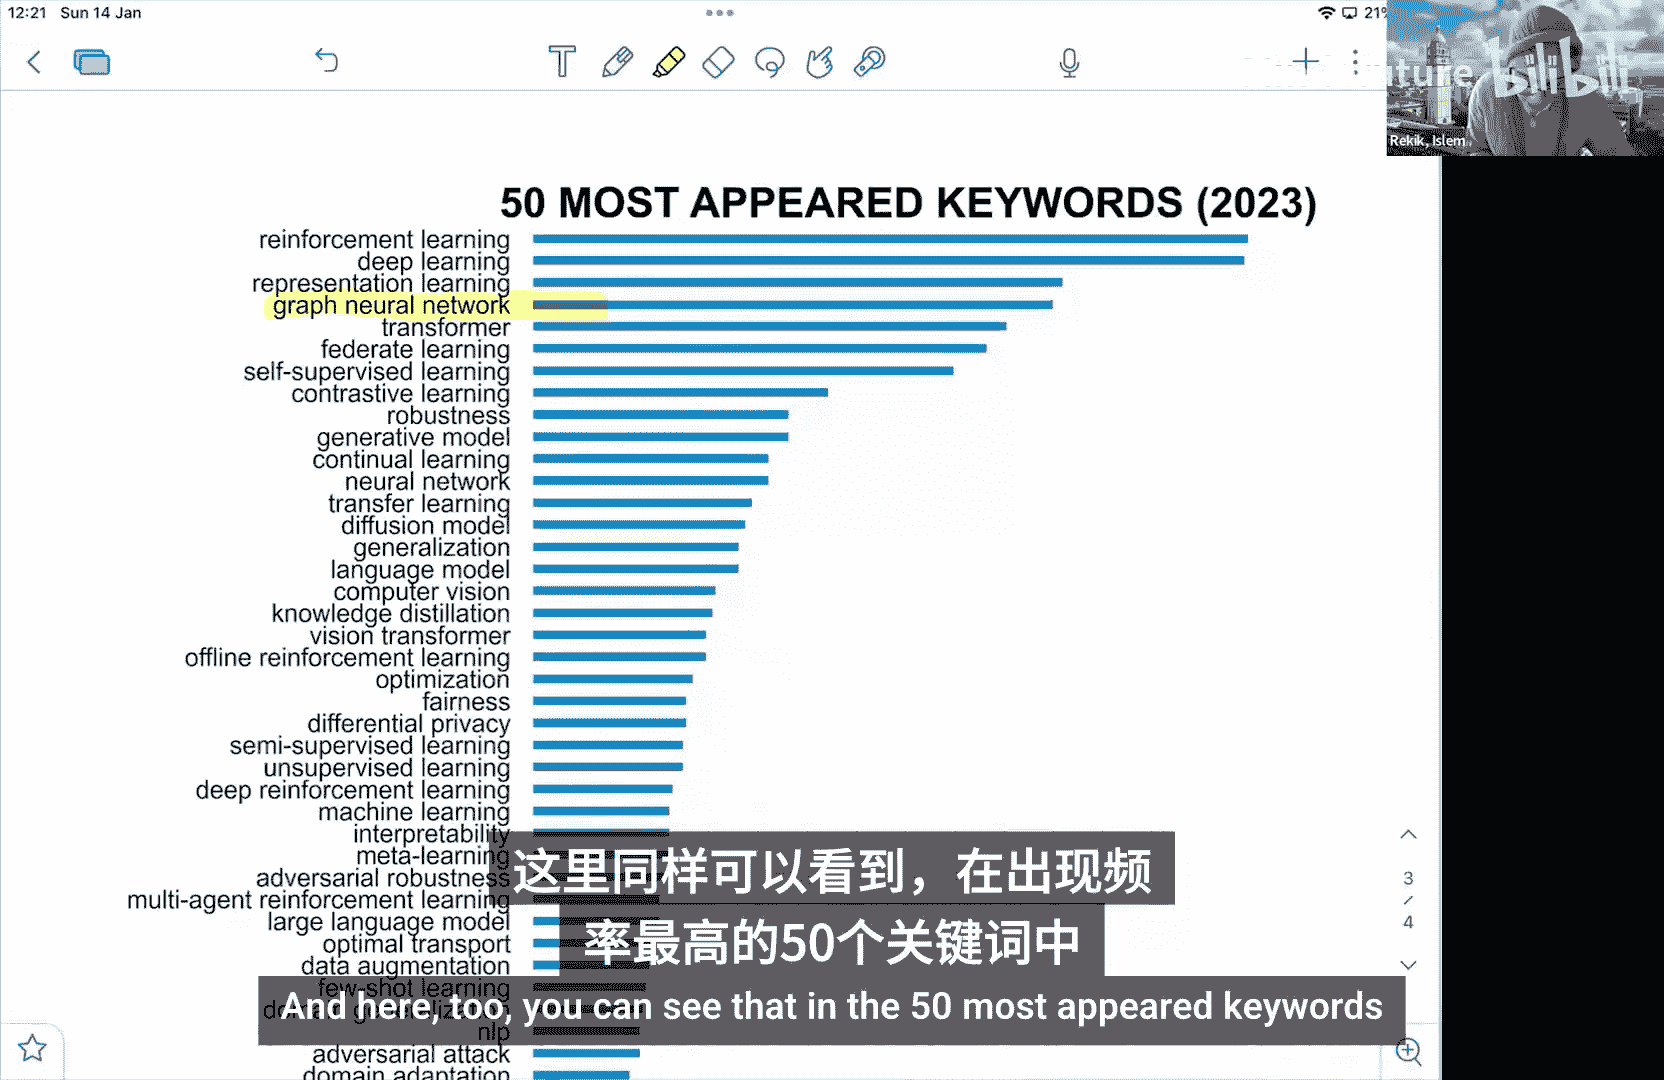 12:21 Sun 14 Jan
21%
uture
bilibili
Rekik, Islem
50 MOST APPEARED KEYWORDS (2023)
reinforcement learning
deep learning
representation learning
graph neural network
transformer
federate learning
self-supervised learning
contrastive learning
robustness
generative model
continual learning
neural network
transfer learning
diffusion model
generalization
language model
computer vision
knowledge distillation
vision transformer
offline reinforcement learning
optimization
fairness
differential privacy
semi-supervised learning
unsupervised learning
deep reinforcement learning
machine learning
interpretability
meta-learning
adversarial robustness
multi-agent reinforcement learning
large language model
optimal transport
data augmentation
few-shot learning
domain generalization
nlp
adversarial attack
domain adaptation
3
4
这里同样可以看到，在出现频
率最高的50个关键词中
And here, too, you can see that in the 50 most appeared keywords